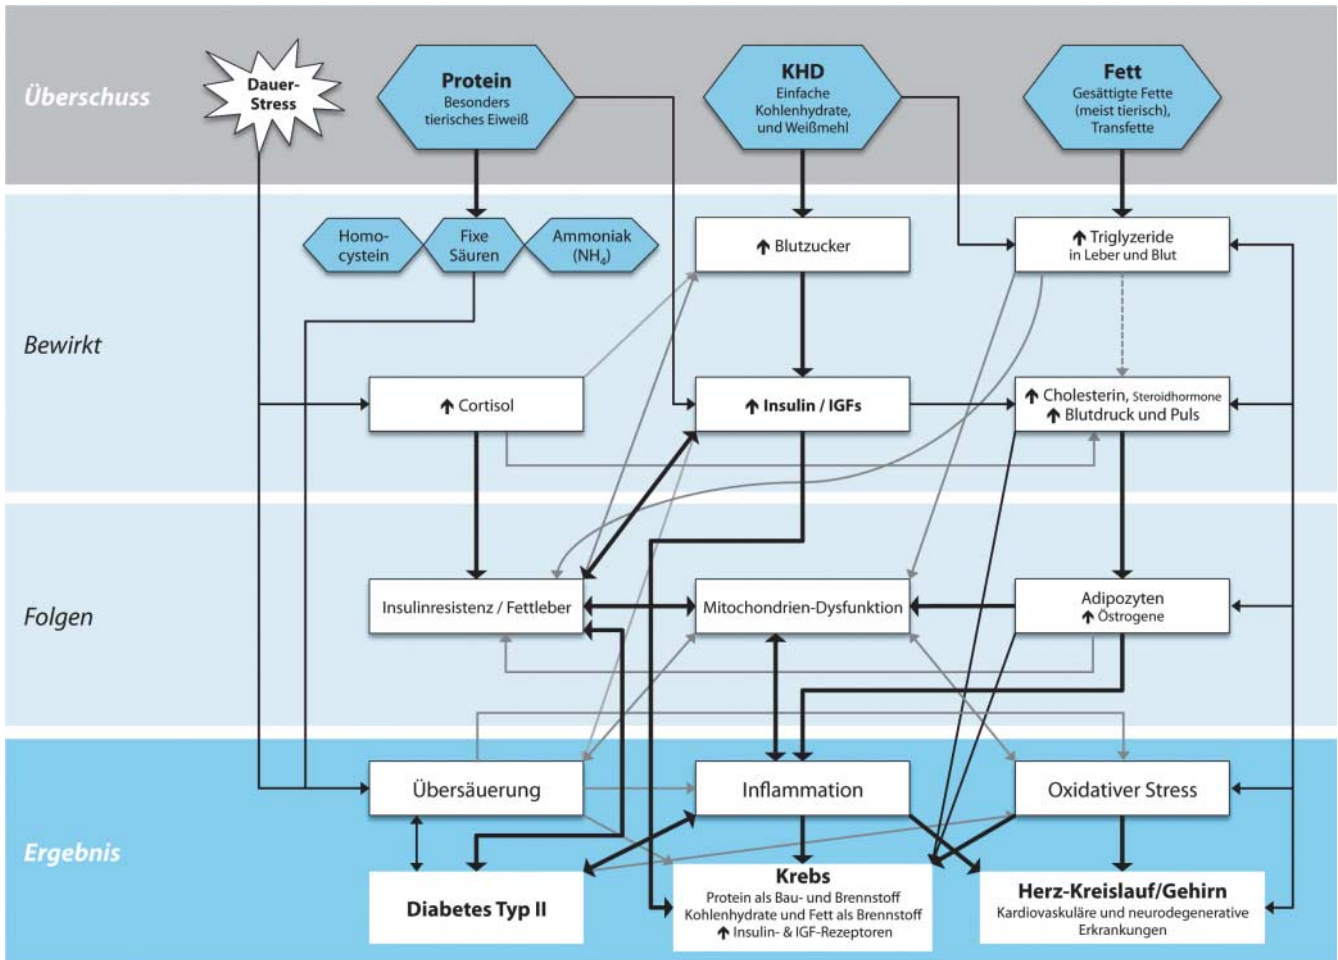 Überschuss
Dauer-
Stress
Protein
Besonders
tierisches Eiweiß
KHD
Einfache
Kohlenhydrate,
und Weißmehl
Fett
Gesättigte Fette
(meist tierisch),
Transfette
Bewirkt
Homo-
cystein
Fixe
Säuren
Ammoniak
(NH₄)
↑ Blutzucker
↑ Triglyzeride
in Leber und Blut
↑ Cortisol
↑ Insulin / IGFs
↑ Cholesterin, Steroidhormone
↑ Blutdruck und Puls
Folgen
Insulinresistenz / Fettleber
Mitochondrien-Dysfunktion
Adipozyten
↑ Östrogene
Ergebnis
Übersäuerung
Inflammation
Oxidativer Stress
Diabetes Typ II
Krebs
Protein als Bau- und Brennstoff
Kohlenhydrate und Fett als Brennstoff
↑ Insulin- & IGF-Rezeptoren
Herz-Kreislauf/Gehirn
Kardiovaskuläre und neurodegenerative
Erkrankungen